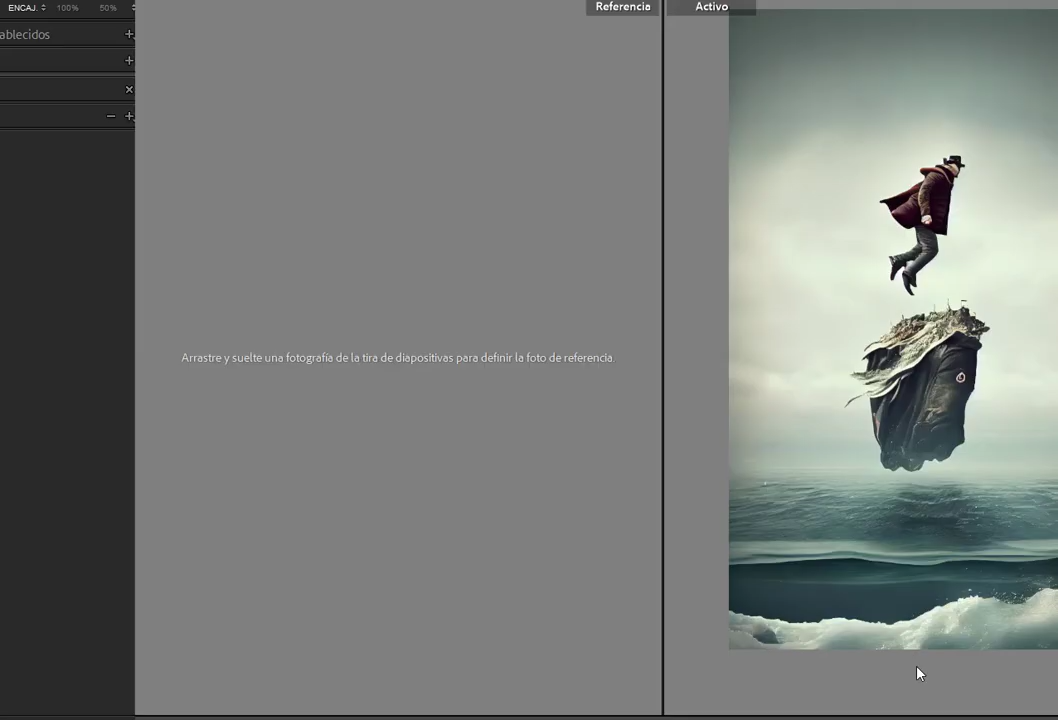 ENCAJ. 100% 50%
Referencia
Activo
ablecidos
Arrastre y suelte una fotografía de la tira de diapositivas para definir la foto de referencia.